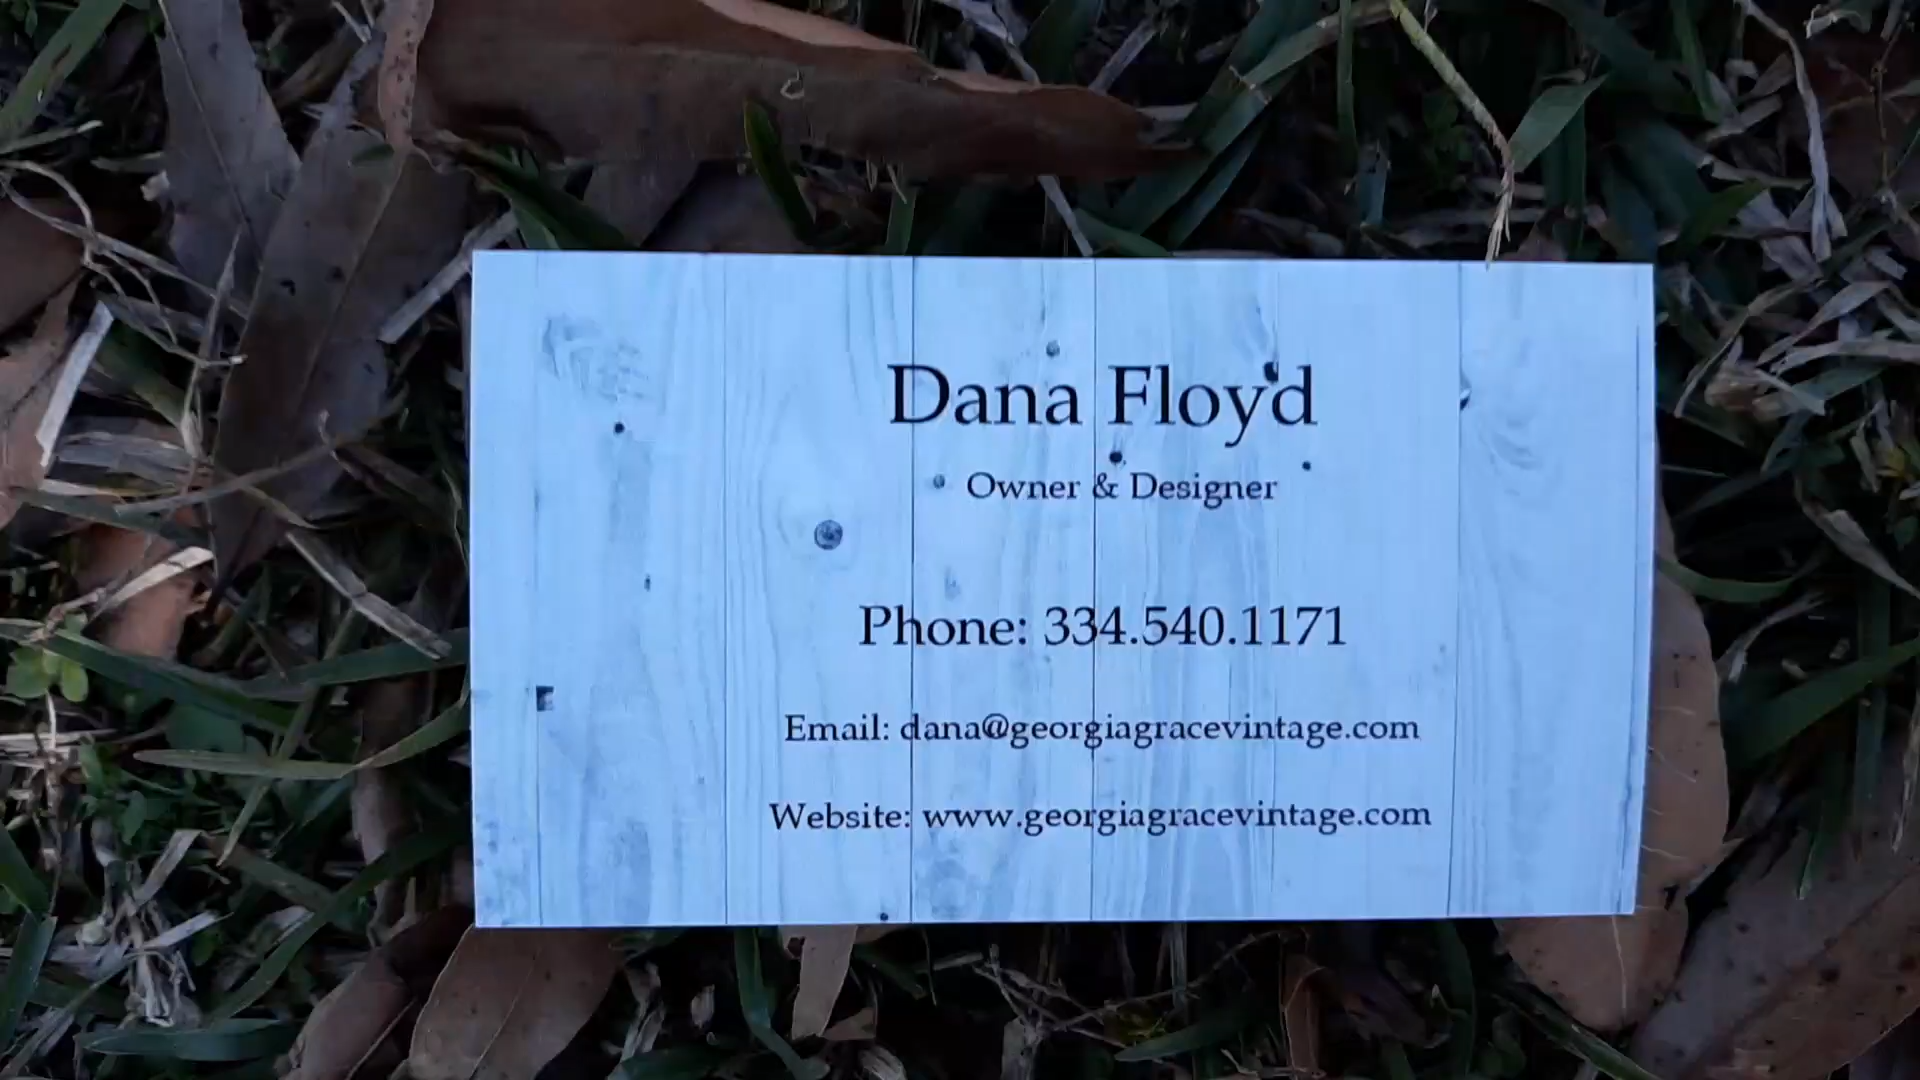 Dana Floyd
Owner & Designer
Phone: 334.540.1171
Email: dana@georgiagracevintage.com
Website: www.georgiagracevintage.com